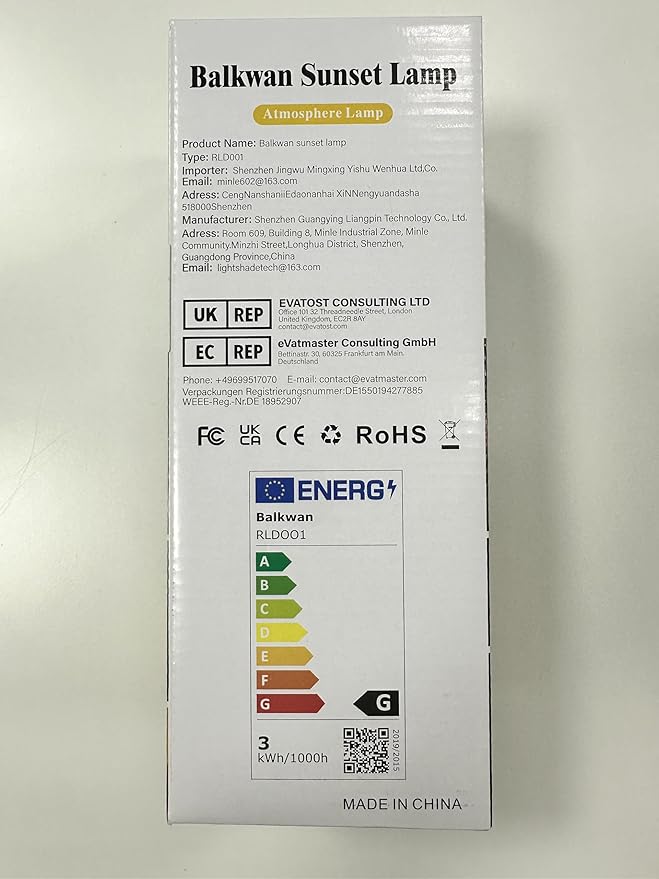 Balkwan Sunset Lamp
Atmosphere Lamp
Product Name: Balkwan sunset lamp
Type: RLD001
Importer: Shenzhen Jingwu Mingxing Yishu Wenhua Ltd,Co.
Email: minle602@163.com
Adress: CengNanshaniiEdaonanhai XiNNengyuandasha
518000Shenzhen
Manufacturer: Shenzhen Guangying Liangpin Technology Co., Ltd.
Adress: Room 609, Building 8, Minle Industrial Zone, Minle
Community.Minzhi Street,Longhua District, Shenzhen,
Guangdong Province,China
Email: lightshadetech@163.com
UK REP
EVATOST CONSULTING LTD
Office 101 32 Threadneedle Street, London
United Kingdom, EC2R 8AY
contact@evatost.com
EC REP
eVatmaster Consulting GmbH
Bettinastr. 30, 60325 Frankfurt am Main,
Deutschland
Phone: +49699517070 E-mail: contact@evatmaster.com
Verpackungen Registrierungsnummer:DE1550194277885
WEEE-Reg.-Nr.DE 18952907
FC UK CA CE RoHS
ENERG
Balkwan
RLDOO1
A
B
C
D
E
F
G
G
3
kWh/1000h
2019/2015
MADE IN CHINA